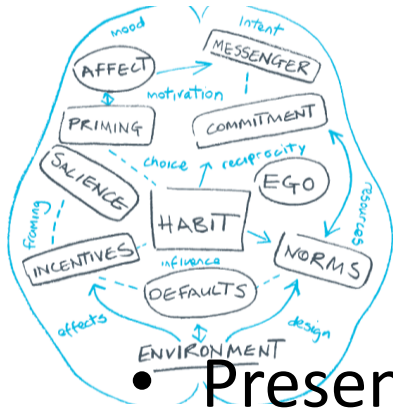 mood
intent
AFFECT
MESSENGER
motivation
PRIMING
COMMITMENT
choice
reciprocity
SALIENCE
EGO
resources
HABIT
framing
INCENTIVES
influence
NORMS
DEFAULTS
effects
design
ENVIRONMENT
• Preser